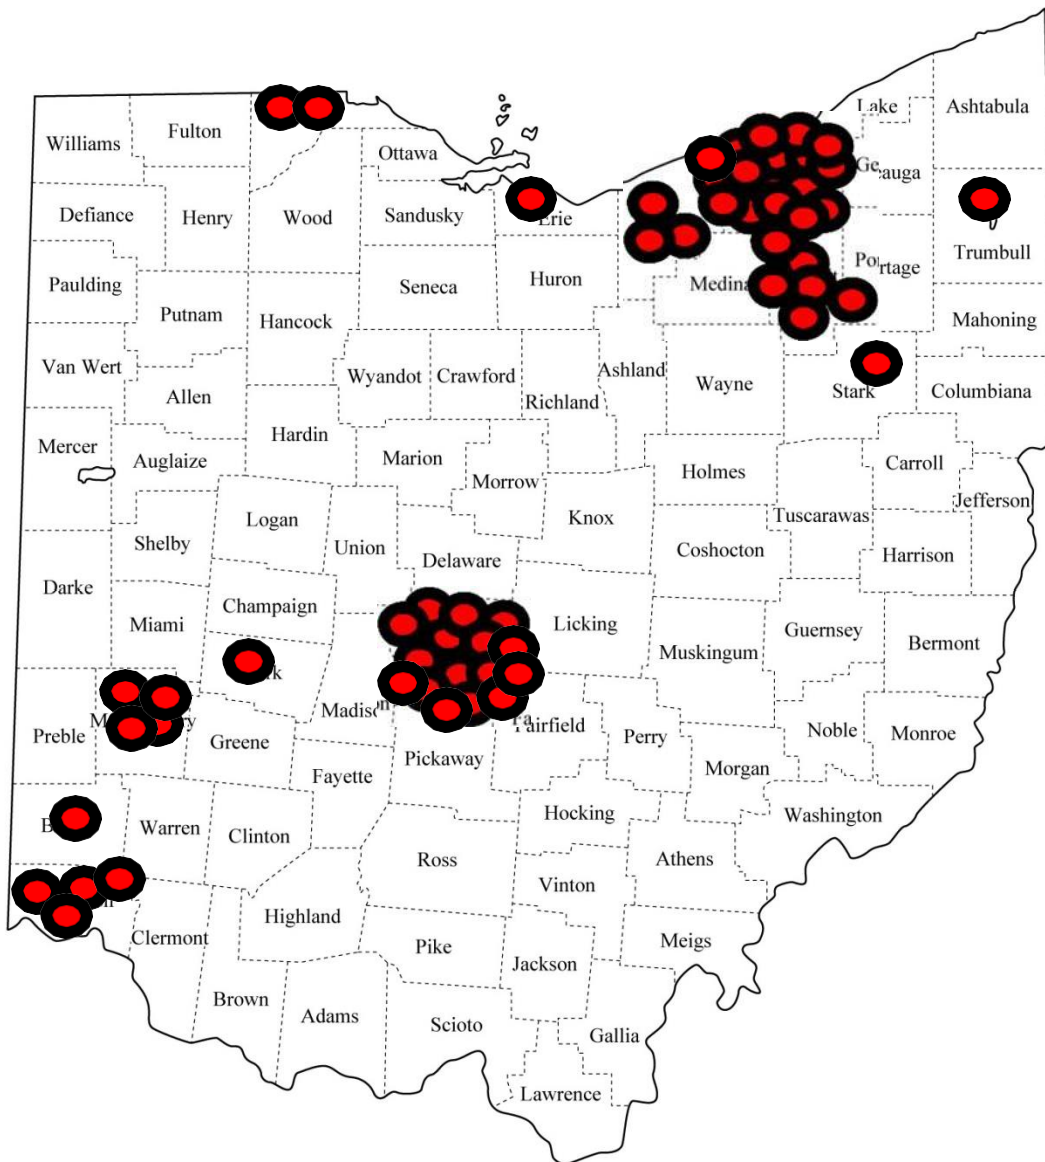 Lake
Ashtabula
Fulton
Williams
Ottawa
Ge
auga
Defiance
Henry
Wood
Sandusky
Erie
Trumbull
Paulding
Seneca
Huron
Medina
Po
rtage
Putnam
Hancock
Mahoning
Van Wert
Wyandot
Crawford
Ashland
Wayne
Stark
Columbiana
Allen
Richland
Mercer
Auglaize
Hardin
Marion
Morrow
Holmes
Carroll
Jefferson
Logan
Knox
Tuscarawas
Shelby
Union
Delaware
Coshocton
Harrison
Darke
Champaign
Miami
Licking
Muskingum
Guernsey
Bermont
Madison
Preble
Greene
Pickaway
Fa
Fairfield
Perry
Noble
Monroe
Fayette
Morgan
Warren
Clinton
Hocking
Washington
Ross
Athens
Vinton
Highland
Clermont
Pike
Jackson
Meigs
Brown
Adams
Scioto
Gallia
Lawrence